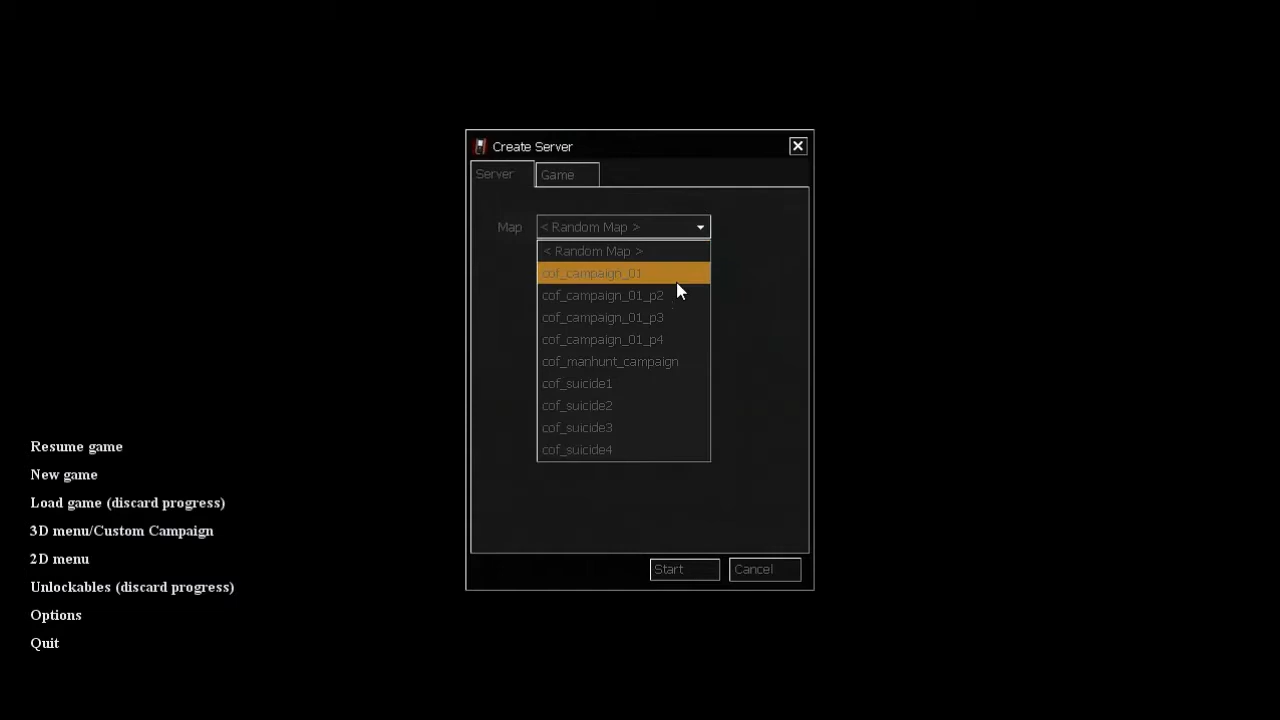 Create Server
Server
Game
Map
< Random Map >
< Random Map >
cof_campaign_01
cof_campaign_01_p2
cof_campaign_01_p3
cof_campaign_01_p4
cof_manhunt_campaign
cof_suicide1
cof_suicide2
cof_suicide3
cof_suicide4
Resume game
New game
Load game (discard progress)
3D menu/Custom Campaign
2D menu
Unlockables (discard progress)
Options
Quit
Start
Cancel